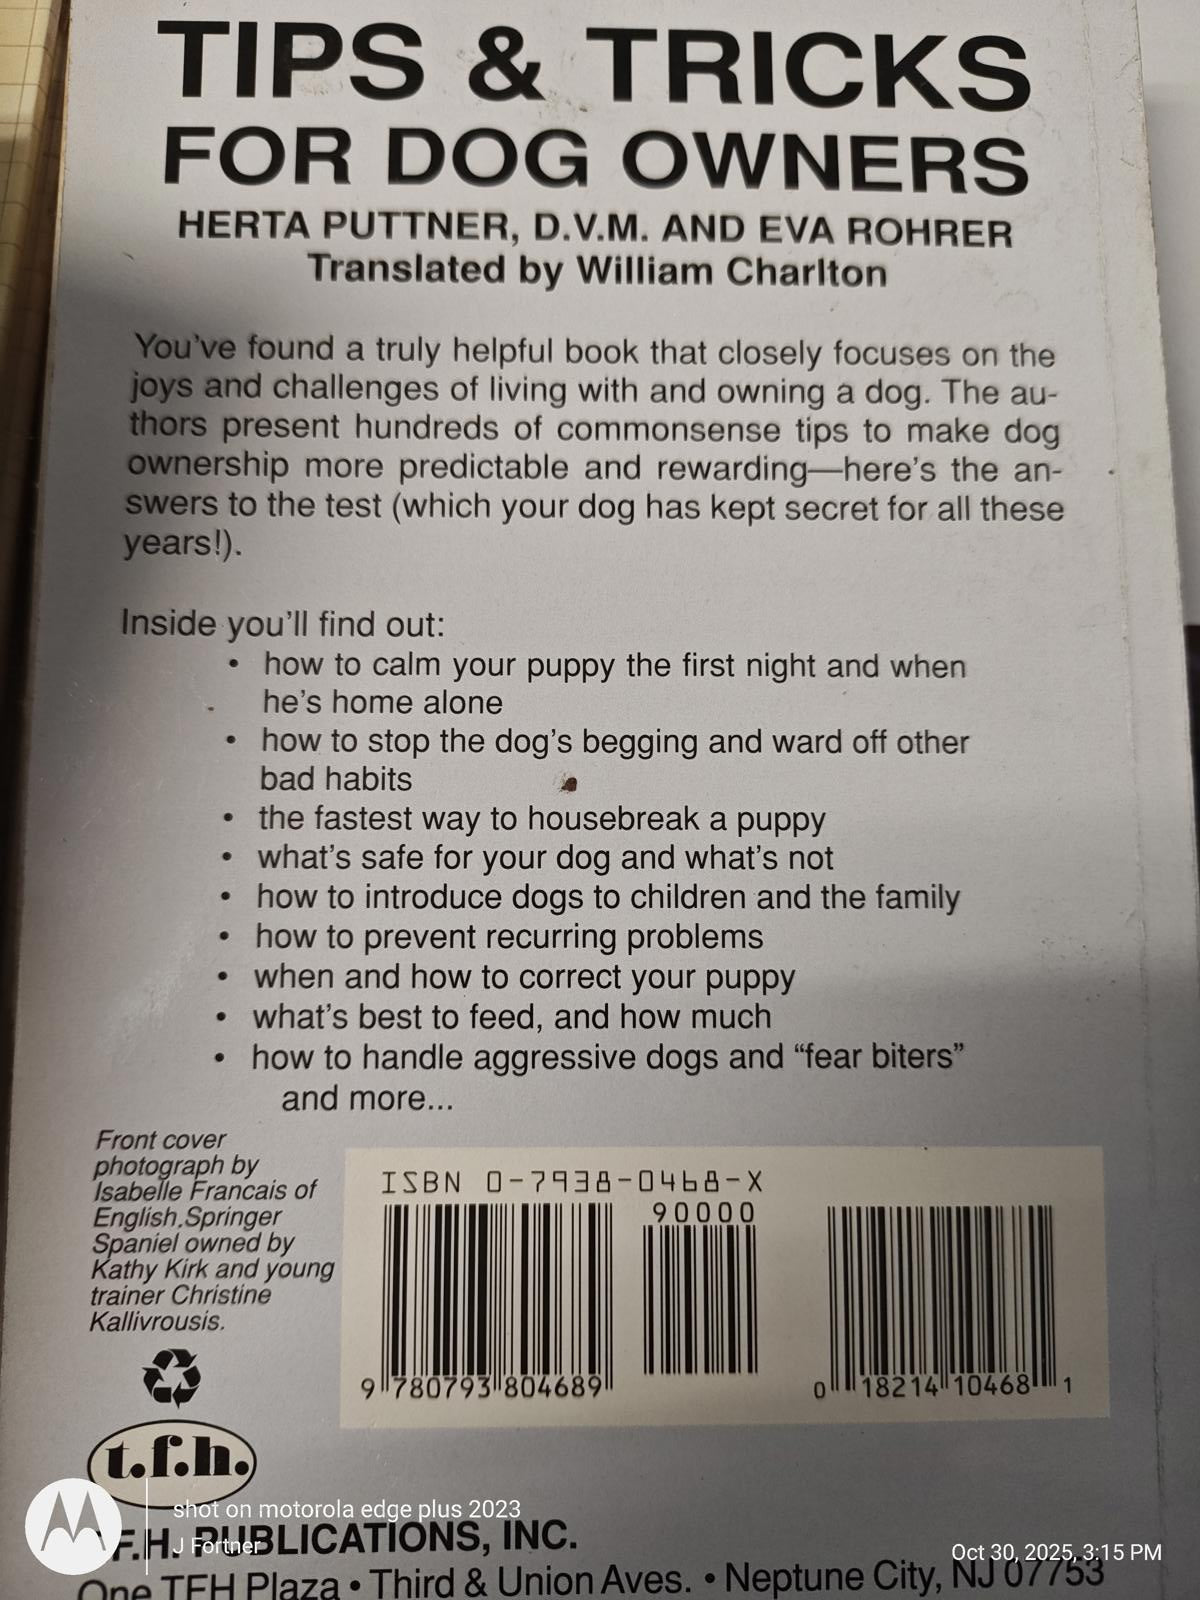 TIPS & TRICKS
FOR DOG OWNERS
HERTA PUTTNER, D.V.M. AND EVA ROHRER
Translated by William Charlton
You've found a truly helpful book that closely focuses on the
joys and challenges of living with and owning a dog. The au-
thors present hundreds of commonsense tips to make dog
ownership more predictable and rewarding—here's the an-
swers to the test (which your dog has kept secret for all these
years!).
Inside you'll find out:
• how to calm your puppy the first night and when
he's home alone
• how to stop the dog's begging and ward off other
bad habits
• the fastest way to housebreak a puppy
• what's safe for your dog and what's not
• how to introduce dogs to children and the family
• how to prevent recurring problems
• when and how to correct your puppy
• what's best to feed, and how much
• how to handle aggressive dogs and “fear biters”
and more...
Front cover
photograph by
Isabelle Francais of
English Springer
Spaniel owned by
Kathy Kirk and young
trainer Christine
Kallivrousis.
ISBN 0-7938-0468-X
90000
9 780793 804689
0 18214 10468 1
t.f.h.
shot on motorola edge plus 2023
J Fortner
T.F.H. PUBLICATIONS, INC.
Oct 30, 2025, 3:15 PM
One TFH Plaza • Third & Union Aves. • Neptune City, NJ 07753